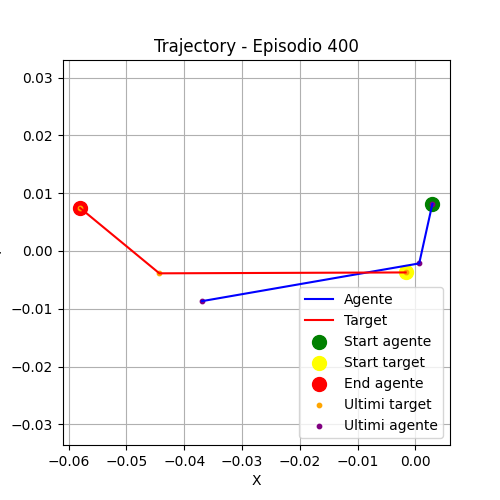 Trajectory - Episodio 400
0.03
0.02
0.01
0.00
−0.01
−0.02
−0.03
Agente
Target
Start agente
Start target
End agente
Ultimi target
Ultimi agente
−0.06 −0.05 −0.04 −0.03 −0.02 −0.01 0.00
X